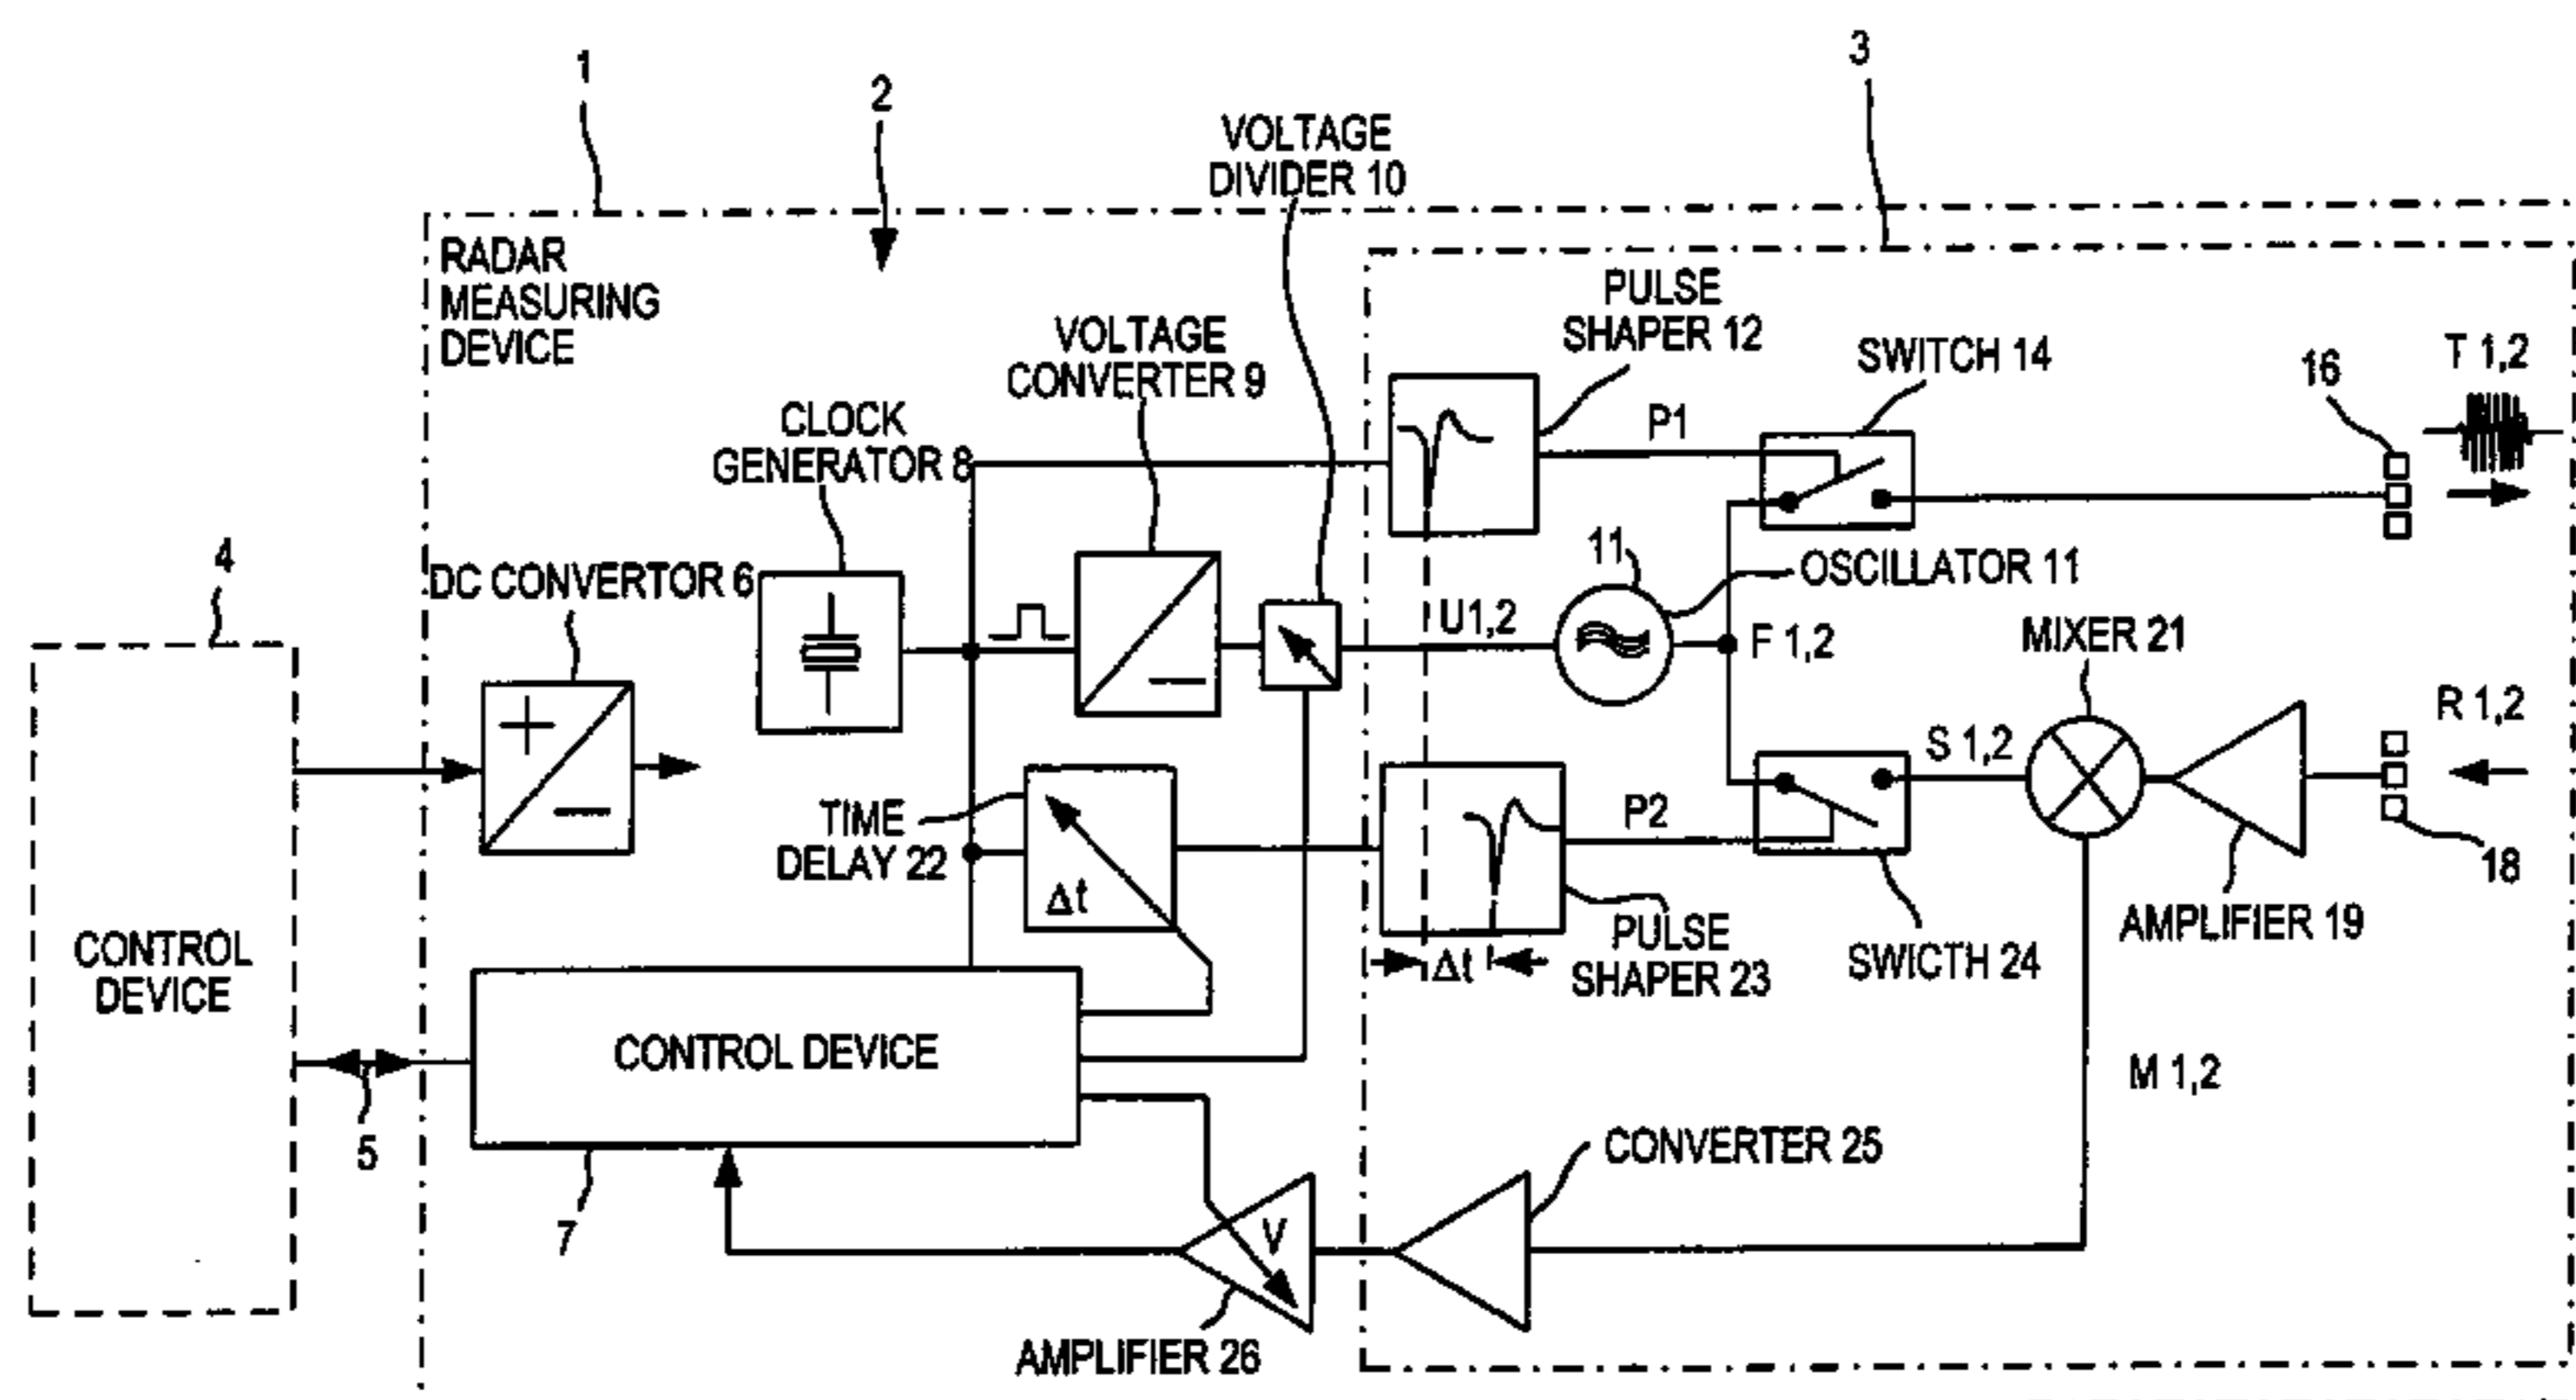 1
2
3
VOLTAGE
DIVIDER 10
RADAR
MEASURING
DEVICE
VOLTAGE
CONVERTER 9
CLOCK
GENERATOR 8
PULSE
SHAPER 12
SWITCH 14
P1
16
T 1,2
4
DC CONVERTOR 6
11
OSCILLATOR 11
U1,2
F 1,2
MIXER 21
R 1,2
S 1,2
TIME
DELAY 22
Δt
P2
18
AMPLIFIER 19
PULSE
SHAPER 23
Δt
SWICTH 24
CONTROL
DEVICE
CONTROL DEVICE
M 1,2
5
7
V
CONVERTER 25
AMPLIFIER 26